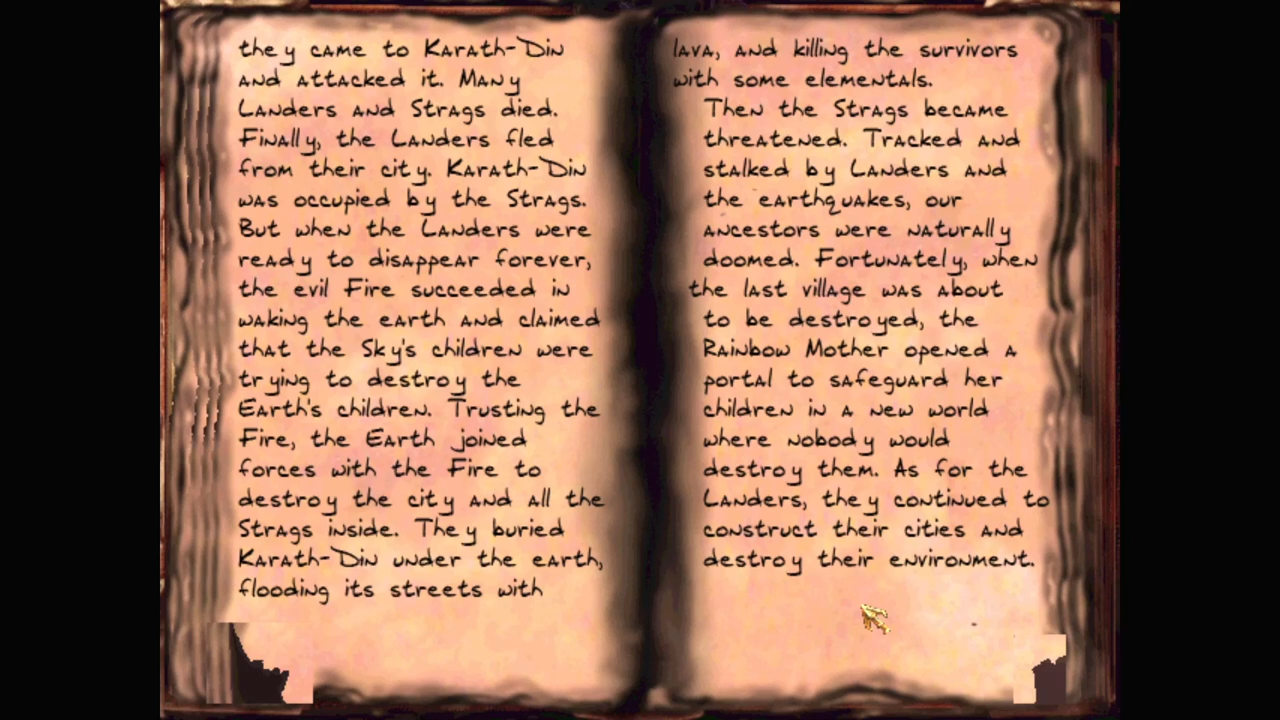 they came to Karath-Din
and attacked it. Many
Landers and Strags died.
Finally, the Landers fled
from their city. Karath-Din
was occupied by the Strags.
But when the Landers were
ready to disappear forever,
the evil Fire succeeded in
waking the earth and claimed
that the Sky's children were
trying to destroy the
Earth's children. Trusting the
Fire, the Earth joined
forces with the Fire to
destroy the city and all the
Strags inside. They buried
Karath-Din under the earth,
flooding its streets with
lava, and killing the survivors
with some elementals.
Then the Strags became
threatened. Tracked and
stalked by Landers and
the earthquakes, our
ancestors were naturally
doomed. Fortunately, when
the last village was about
to be destroyed, the
Rainbow Mother opened a
portal to safeguard her
children in a new world
where nobody would
destroy them. As for the
Landers, they continued to
construct their cities and
destroy their environment.